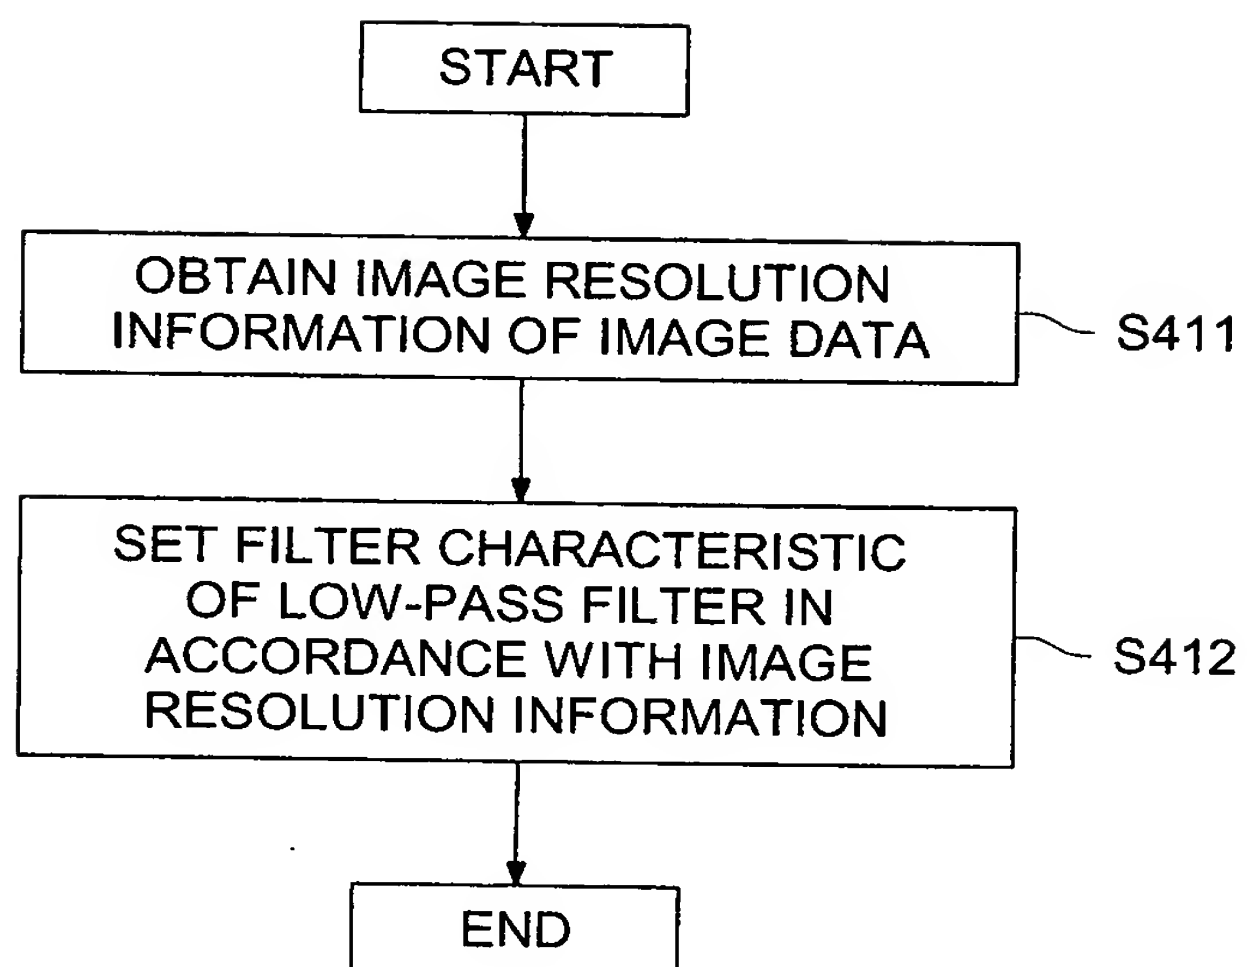 START
OBTAIN IMAGE RESOLUTION
INFORMATION OF IMAGE DATA
S411
SET FILTER CHARACTERISTIC
OF LOW-PASS FILTER IN
ACCORDANCE WITH IMAGE
RESOLUTION INFORMATION
S412
END